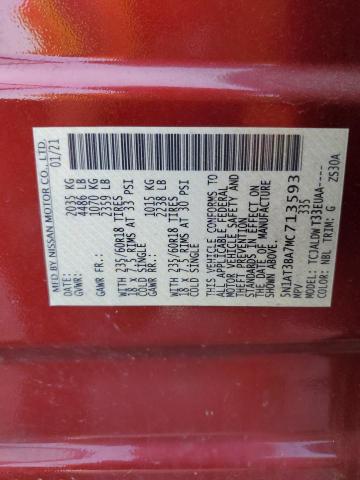 MFD BY NISSAN MOTOR CO., LTD.
01/21
GVWR: 2035 KG
4486 LB
GAWR FR: 1070 KG
2359 LB
WITH 235/60R18 TIRES
18 X 7.5 RIMS AT 33 PSI
COLD SINGLE
GAWR RR: 1015 KG
2238 LB
WITH 235/60R18 TIRES
18 X 7.5 RIMS AT 30 PSI
COLD SINGLE
THIS VEHICLE CONFORMS TO
ALL APPLICABLE FEDERAL
MOTOR VEHICLE SAFETY AND
THEFT PREVENTION
STANDARDS IN EFFECT ON
THE DATE OF MANUFACTURE
SHOWN ABOVE.
5N1AT3BA7MC713593
MPV 335
MODEL: TCJALDW T33EUAA----
COLOR: NBL TRIM: G ZS30A